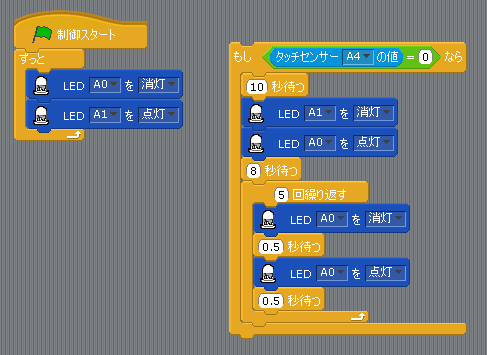 制御スタート
ずっと
LED A0 を 消灯
LED A1 を 点灯
もし タッチセンサー A4 の値 = 0 なら
10 秒待つ
LED A1 を 消灯
LED A0 を 点灯
8 秒待つ
5 回繰り返す
LED A0 を 消灯
0.5 秒待つ
LED A0 を 点灯
0.5 秒待つ